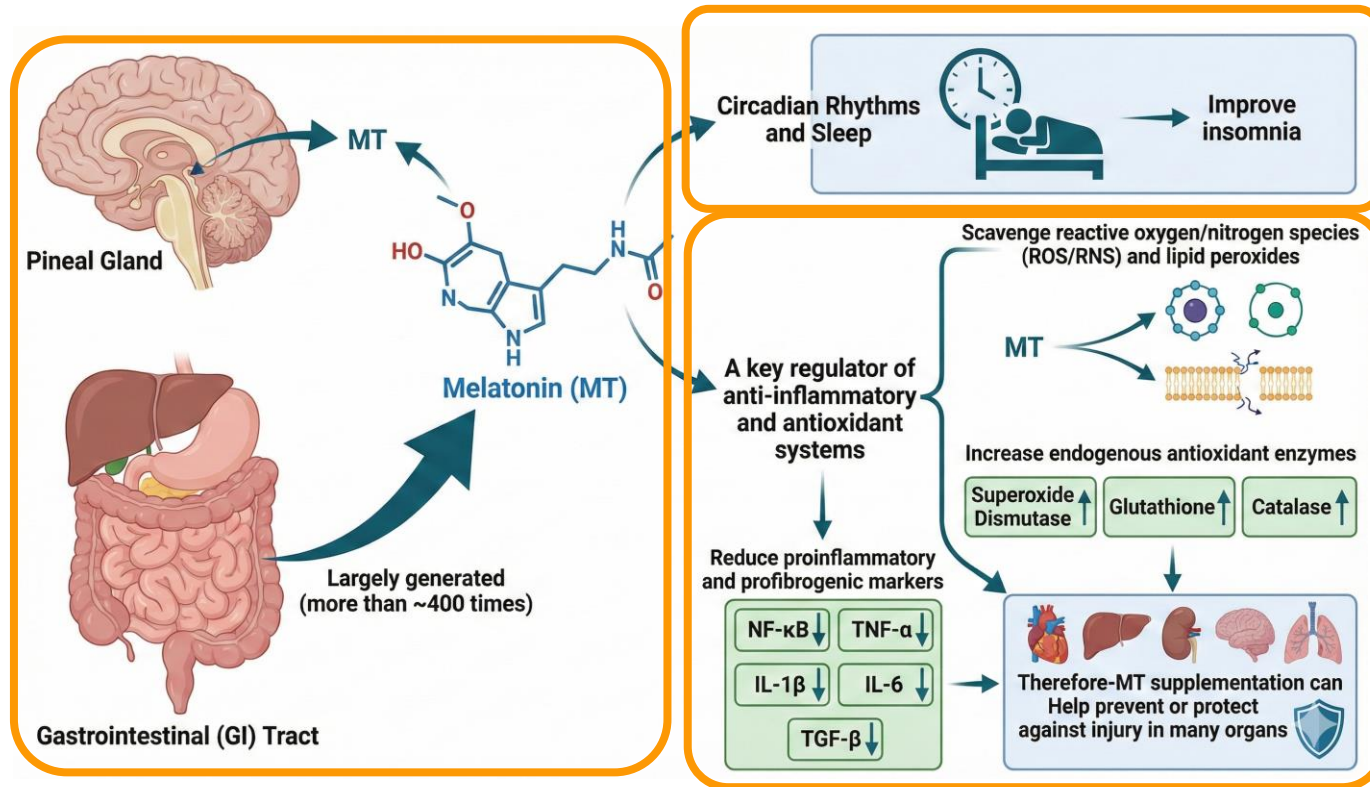 MT
Pineal Gland
O
HO
N
N
H
N
H
O
Melatonin (MT)
Largely generated
(more than ~400 times)
Gastrointestinal (GI) Tract
Circadian Rhythms
and Sleep
Improve
insomnia
A key regulator of
anti-inflammatory
and antioxidant
systems
Scavenge reactive oxygen/nitrogen species
(ROS/RNS) and lipid peroxides
MT
Increase endogenous antioxidant enzymes
Superoxide
Dismutase
Glutathione
Catalase
Reduce proinflammatory
and profibrogenic markers
NF-κB
TNF-α
IL-1β
IL-6
TGF-β
Therefore-MT supplementation can
Help prevent or protect
against injury in many organs